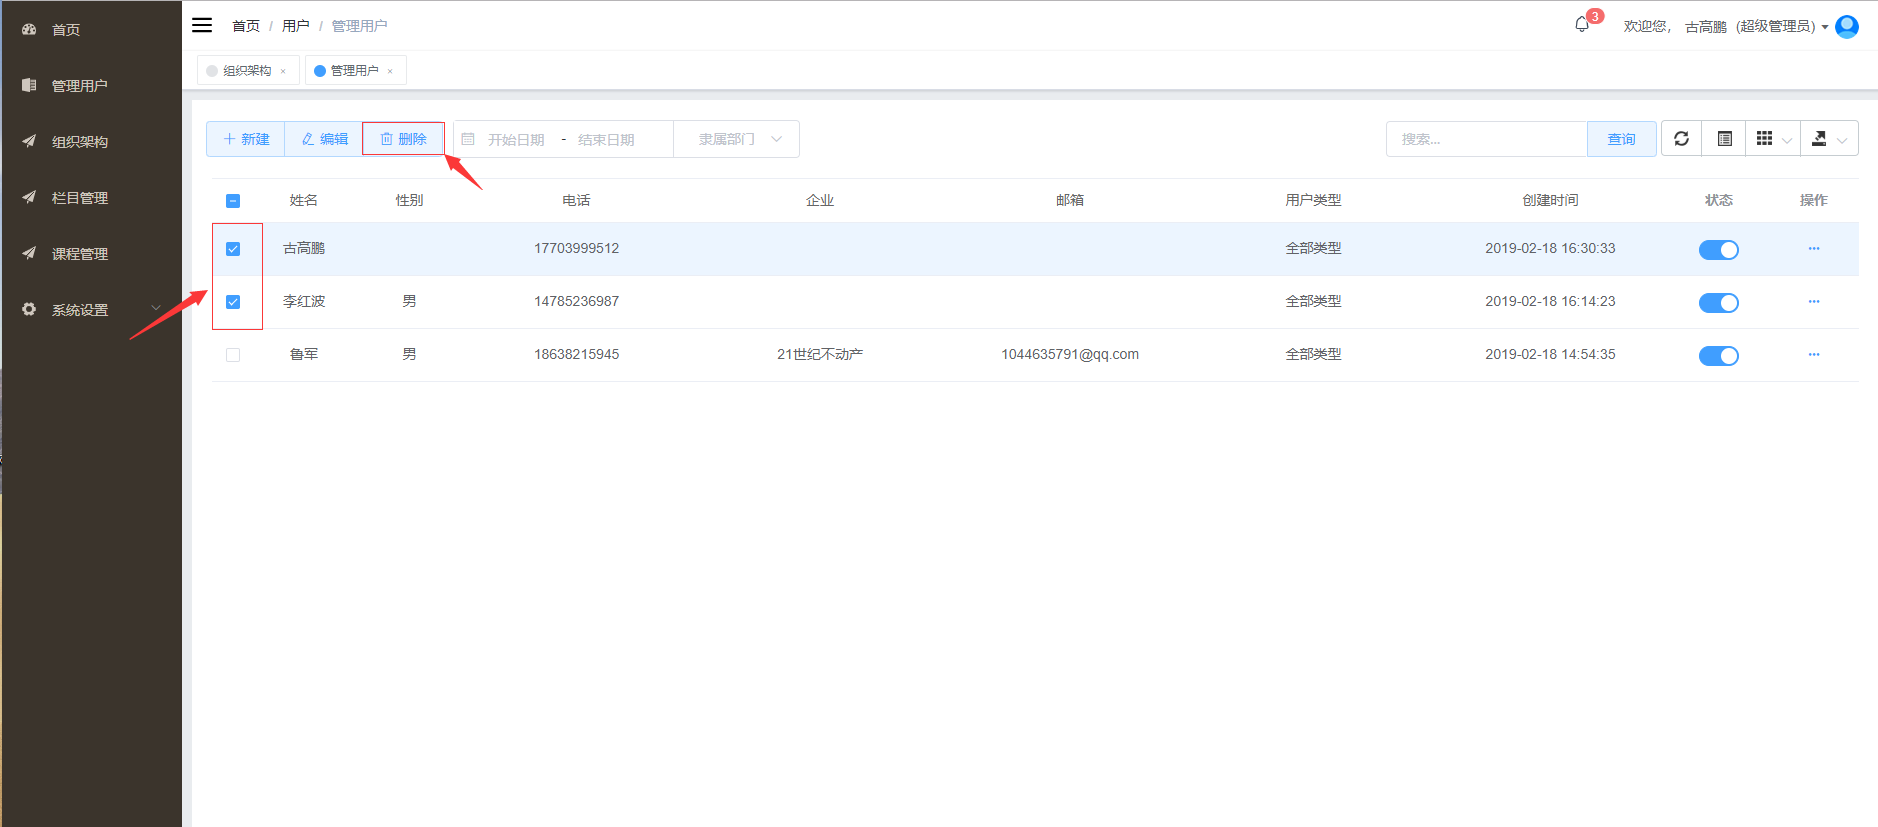 首页
管理用户
组织架构
栏目管理
课程管理
系统设置
首页 / 用户 / 管理用户
3
欢迎您， 古高鹏 (超级管理员)
组织架构 ×
管理用户 ×
新建 编辑 删除 开始日期 - 结束日期 隶属部门 搜索... 查询
姓名 性别 电话 企业 邮箱 用户类型 创建时间 状态 操作
古高鹏 17703999512 全部类型 2019-02-18 16:30:33 ···
李红波 男 14785236987 全部类型 2019-02-18 16:14:23 ···
鲁军 男 18638215945 21世纪不动产 1044635791@qq.com 全部类型 2019-02-18 14:54:35 ···